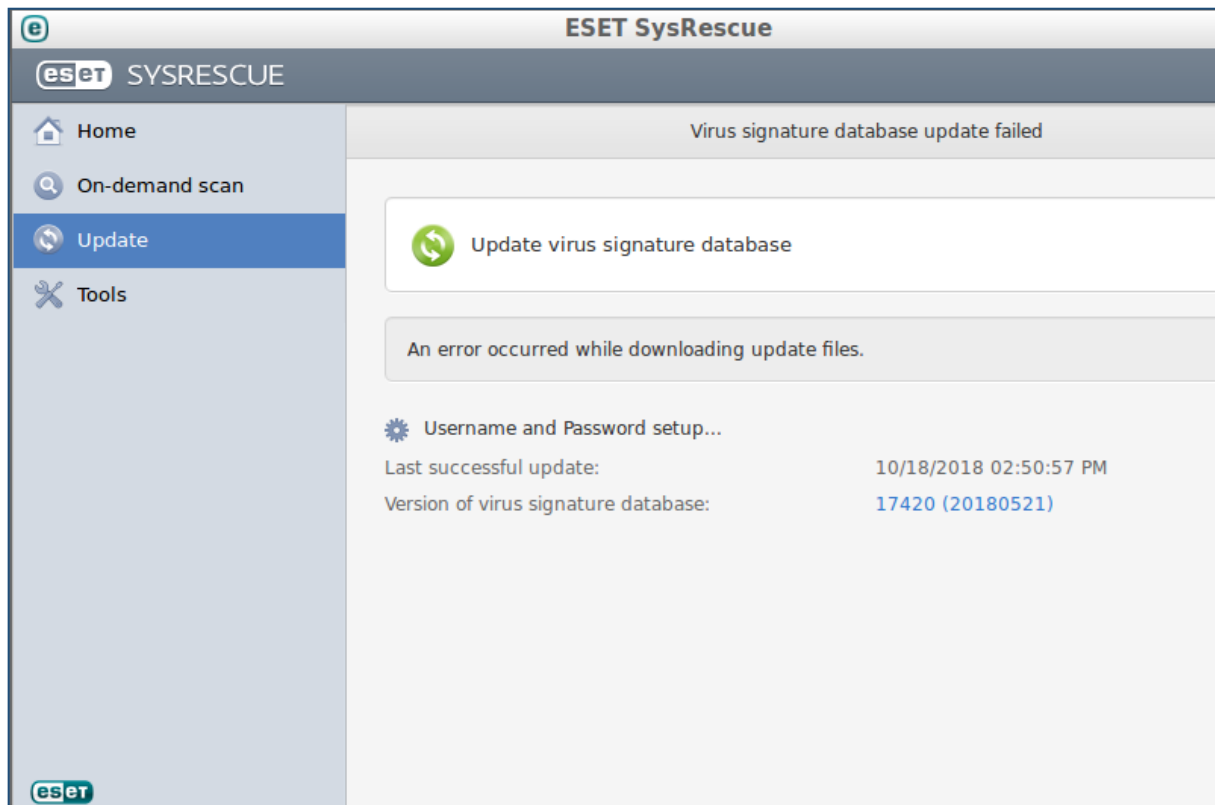 e ESET SysRescue
eset SYSRESCUE
Home
On-demand scan
Update
Tools
Virus signature database update failed
Update virus signature database
An error occurred while downloading update files.
Username and Password setup...
Last successful update: 10/18/2018 02:50:57 PM
Version of virus signature database: 17420 (20180521)
eset